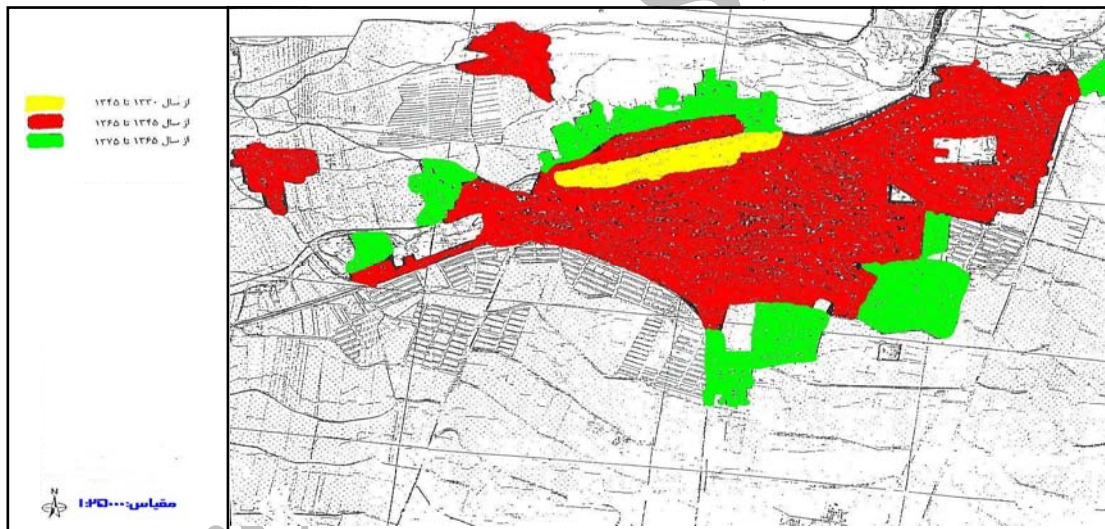 از سال ۱۳۳۰ تا ۱۳۴۵
از سال ۱۳۴۵ تا ۱۳۶۵
از سال ۱۳۶۵ تا ۱۳۷۵
N
مقیاس:۱:۲۵۰۰۰